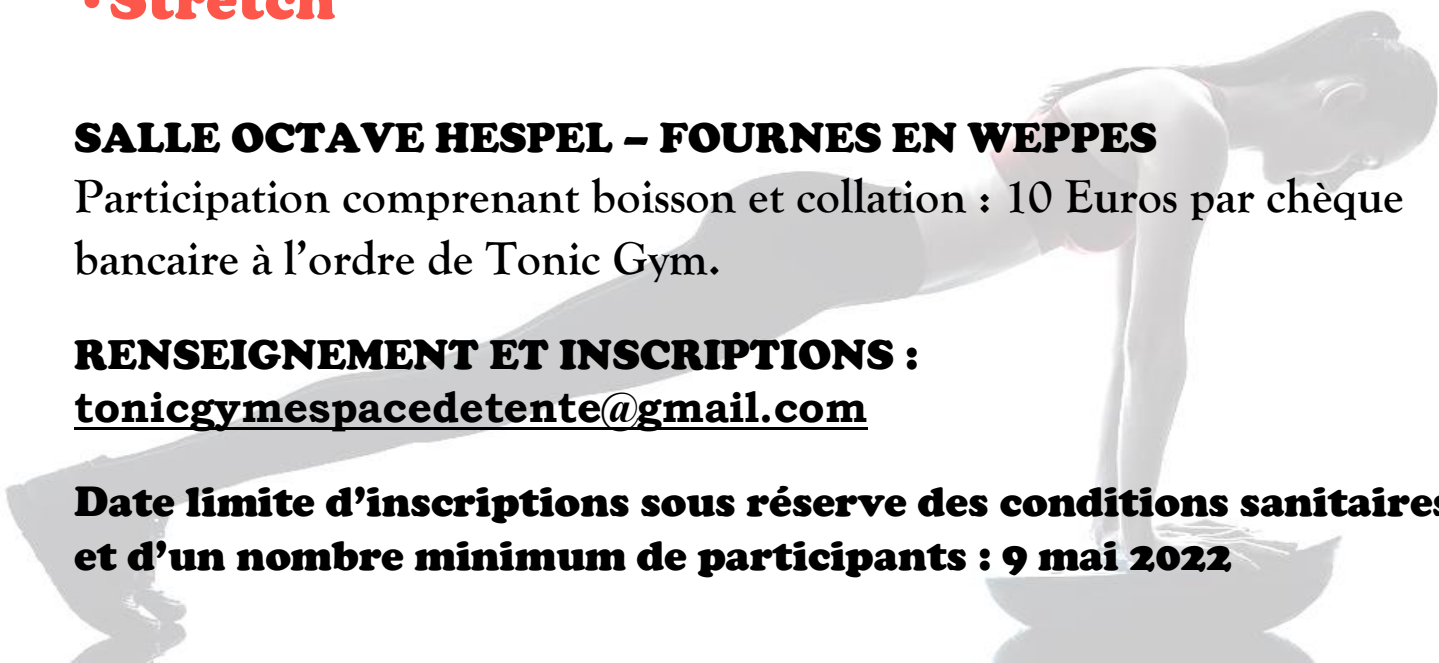 •Stretch
SALLE OCTAVE HESPEL – FOURNES EN WEPPES
Participation comprenant boisson et collation : 10 Euros par chèque
bancaire à l’ordre de Tonic Gym.
RENSEIGNEMENT ET INSCRIPTIONS :
tonicgymespacedetente@gmail.com
Date limite d’inscriptions sous réserve des conditions sanitaires
et d’un nombre minimum de participants : 9 mai 2022